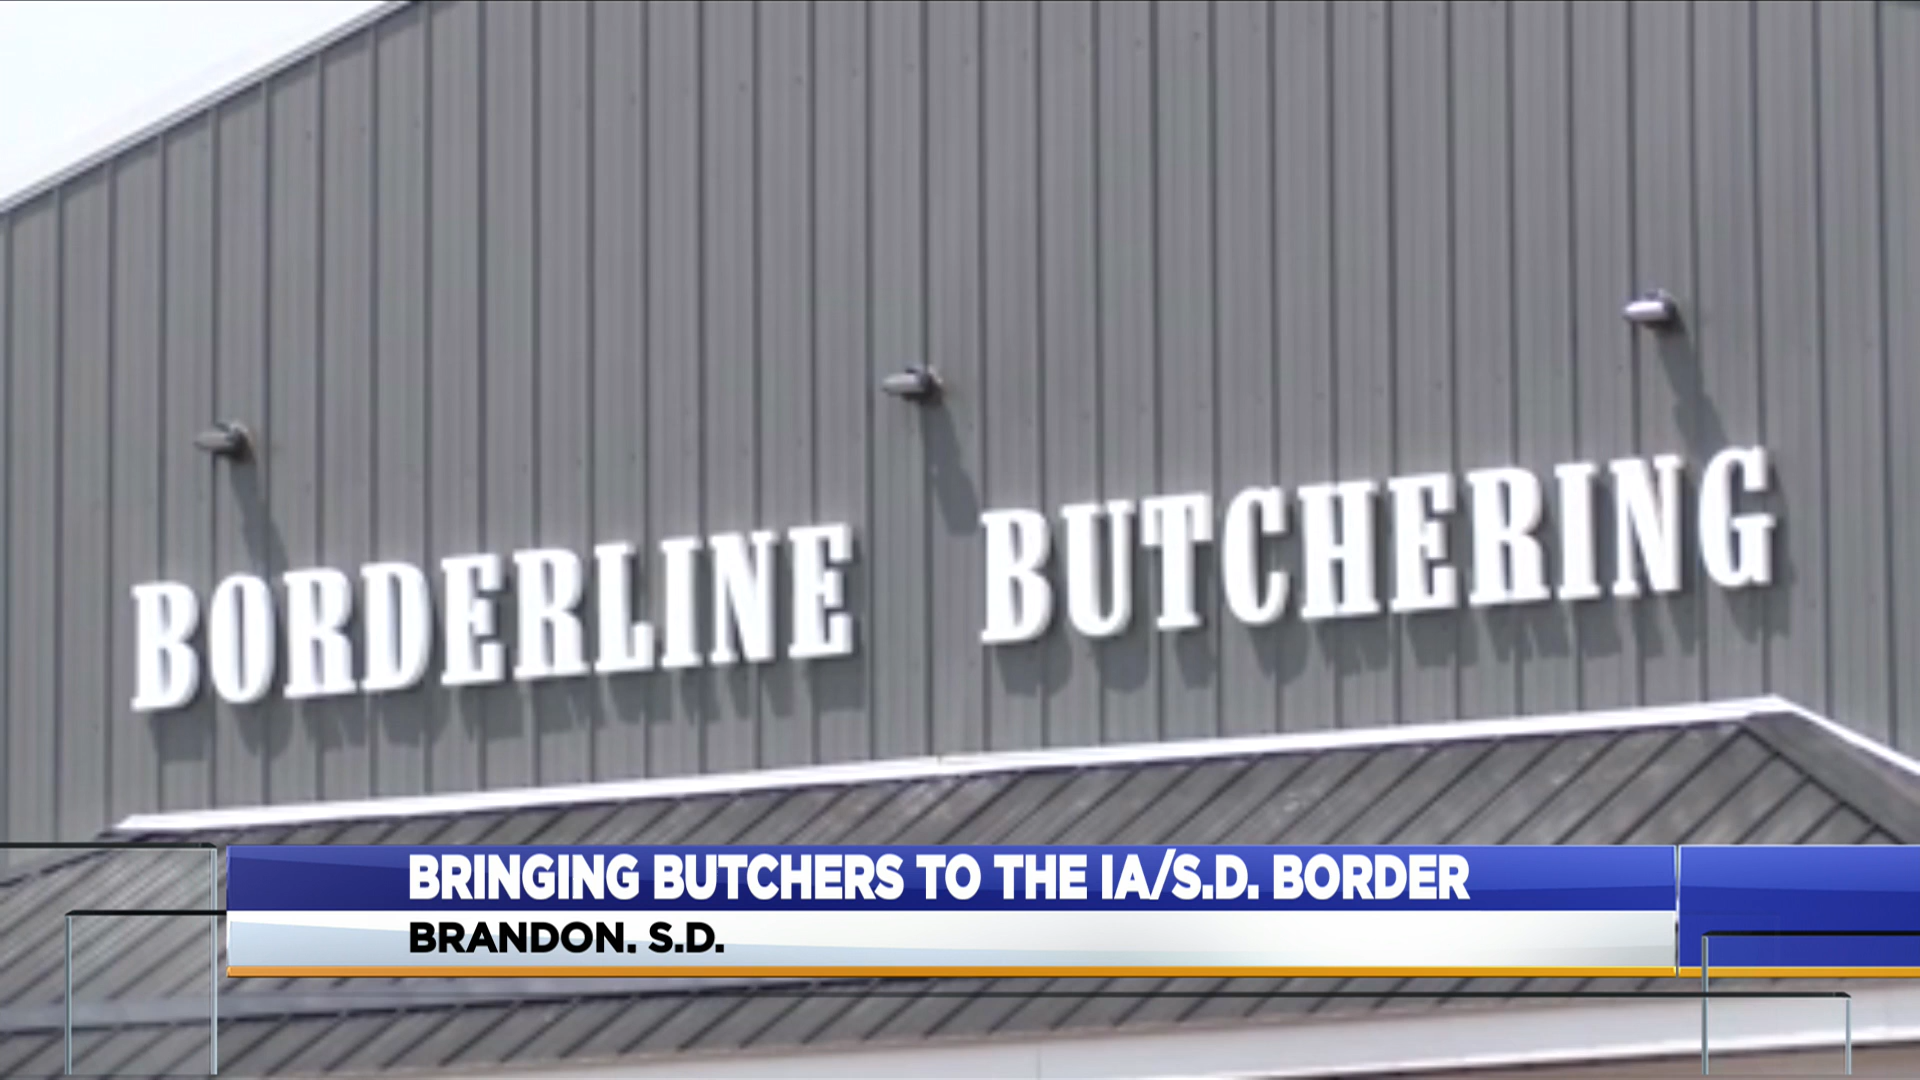 BORDERLINE BUTCHERING
BRINGING BUTCHERS TO THE IA/S.D. BORDER
BRANDON. S.D.